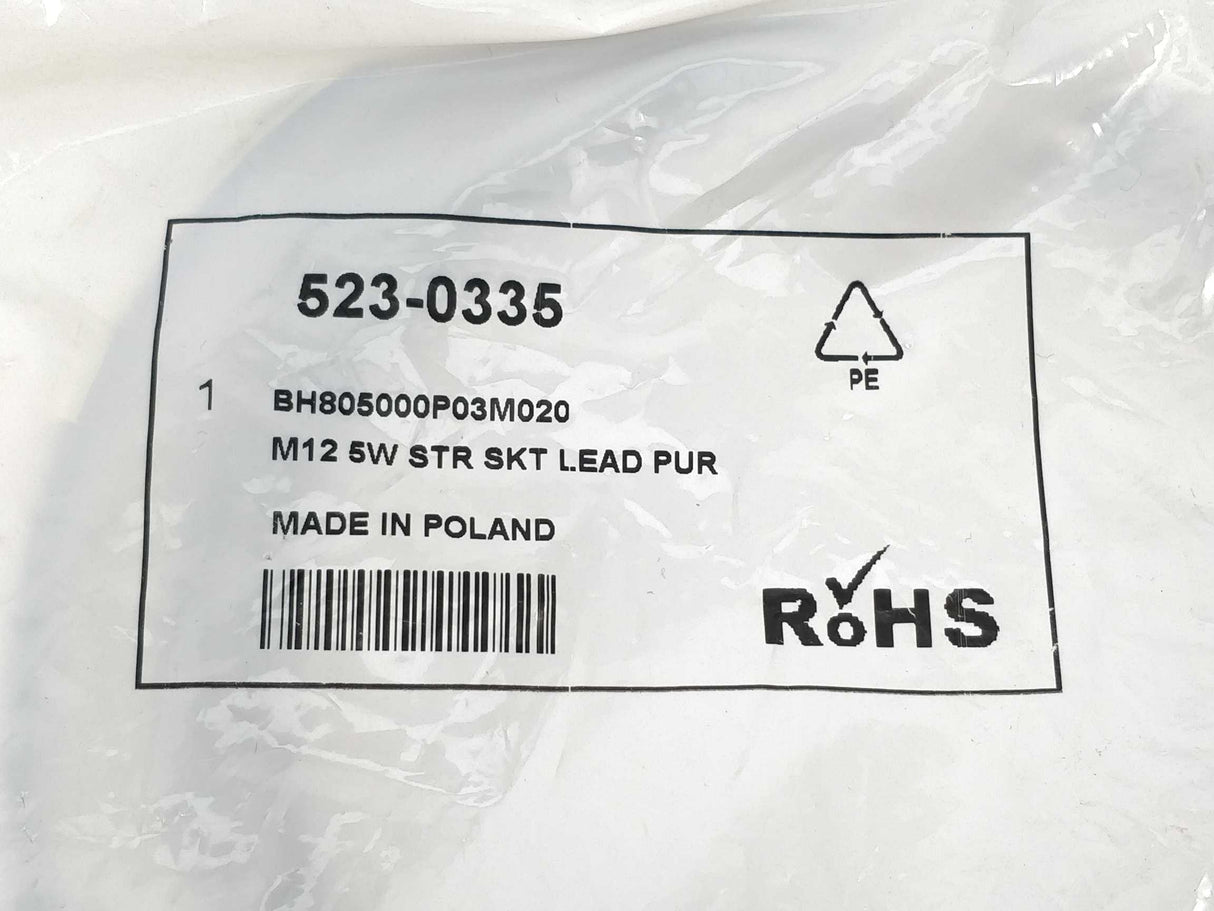 523-0335
PE
1
BH805000P03M020
M12 5W STR SKT LEAD PUR
MADE IN POLAND
RoHS